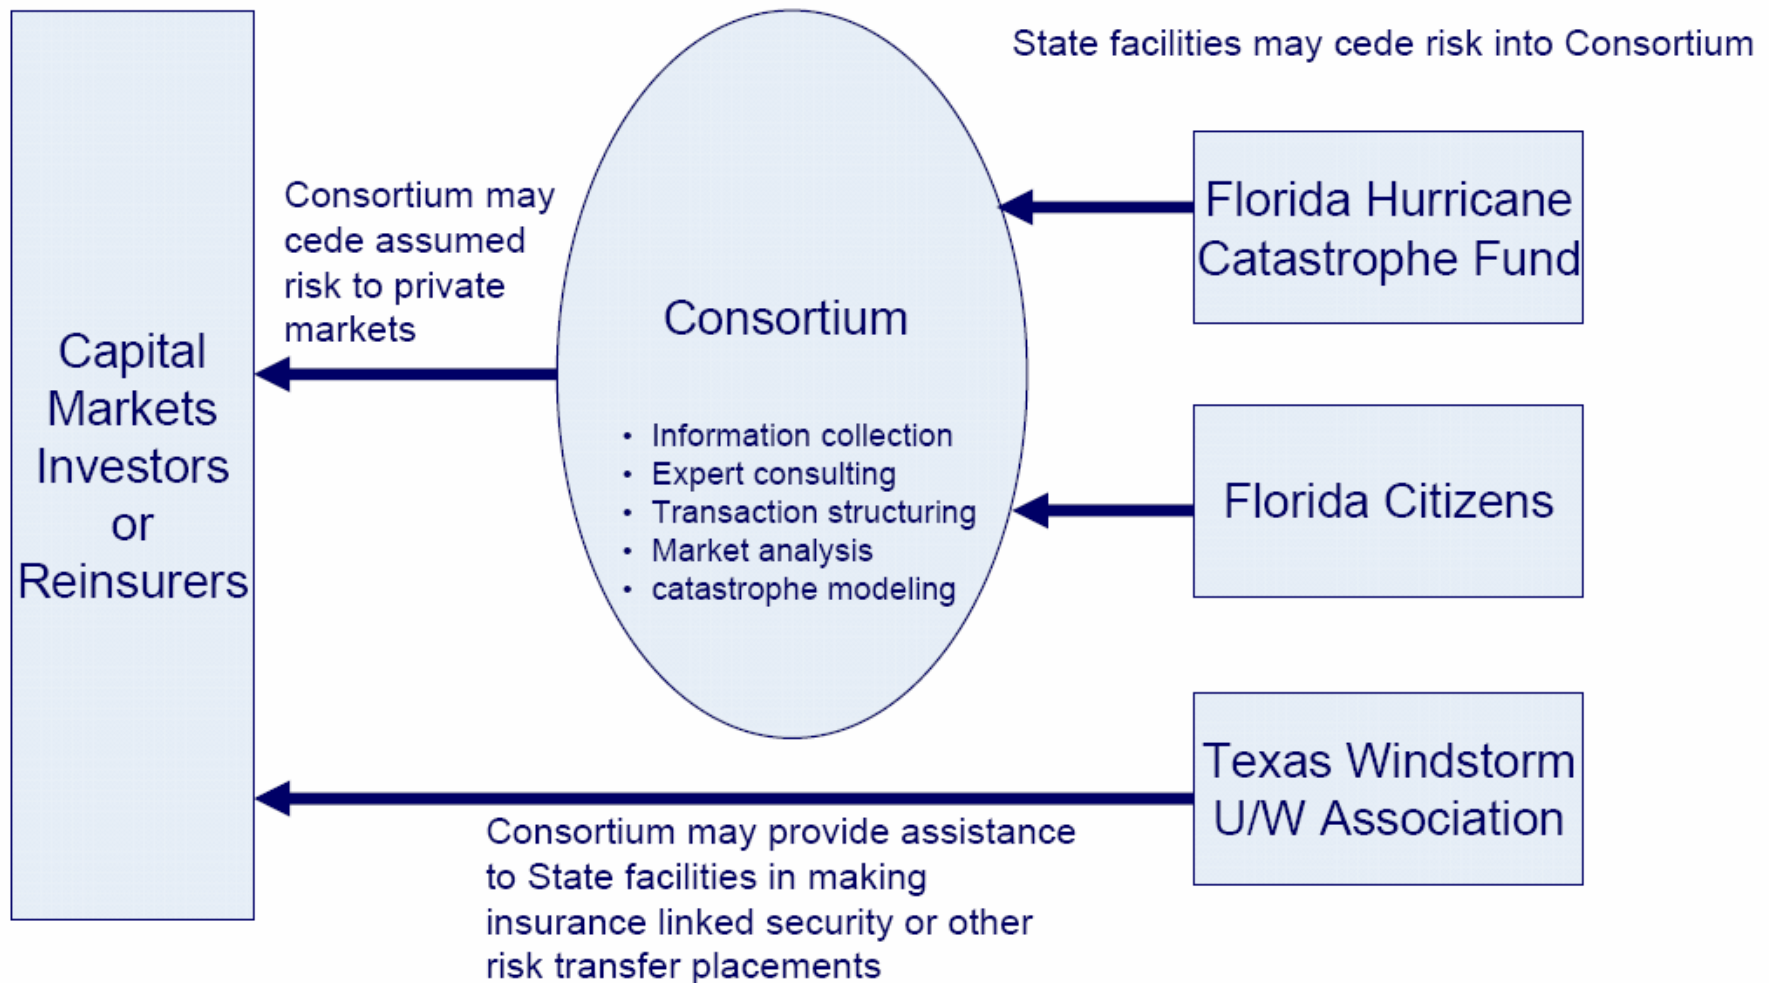 State facilities may cede risk into Consortium
Capital
Markets
Investors
or
Reinsurers
Consortium may
cede assumed
risk to private
markets
Consortium
• Information collection
• Expert consulting
• Transaction structuring
• Market analysis
• catastrophe modeling
Florida Hurricane
Catastrophe Fund
Florida Citizens
Texas Windstorm
U/W Association
Consortium may provide assistance
to State facilities in making
insurance linked security or other
risk transfer placements